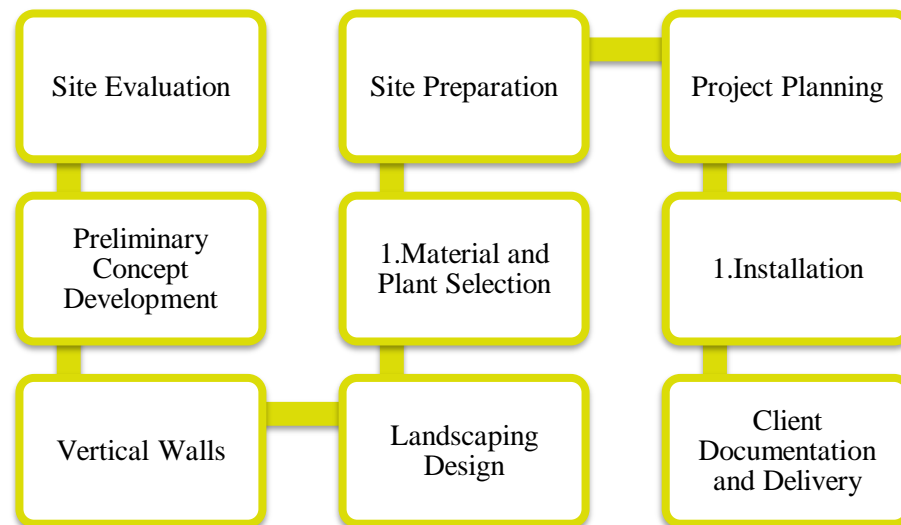 Site Evaluation
Preliminary
Concept
Development
Vertical Walls
Landscaping
Design
1.Material and
Plant Selection
Site Preparation
Project Planning
1.Installation
Client
Documentation
and Delivery